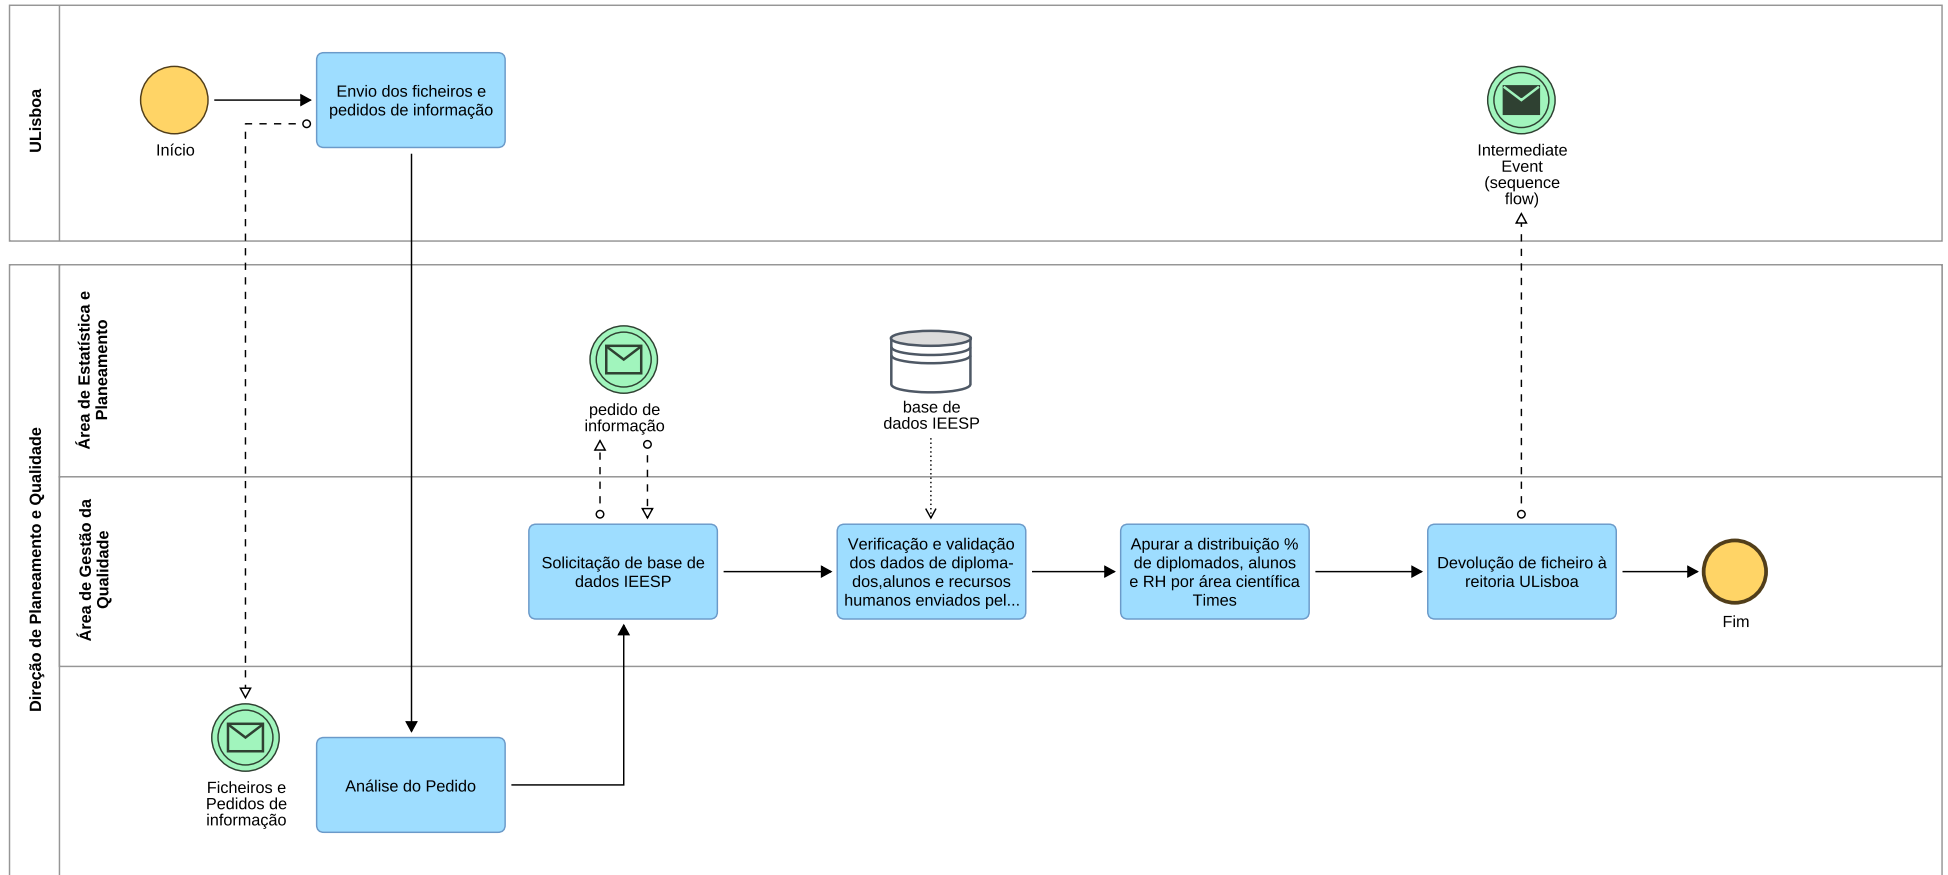 ULisboa
Início
Envio dos ficheiros e
pedidos de informação
Intermediate
Event
(sequence
flow)
Direção de Planeamento e Qualidade
Área de Estatística e
Planeamento
pedido de
informação
base de
dados IEESP
Área de Gestão da
Qualidade
Solicitação de base de
dados IEESP
Verificação e validação
dos dados de diploma-
dos,alunos e recursos
humanos enviados pel...
Apurar a distribuição %
de diplomados, alunos
e RH por área científica
Times
Devolução de ficheiro à
reitoria ULisboa
Fim
Ficheiros e
Pedidos de
informação
Análise do Pedido